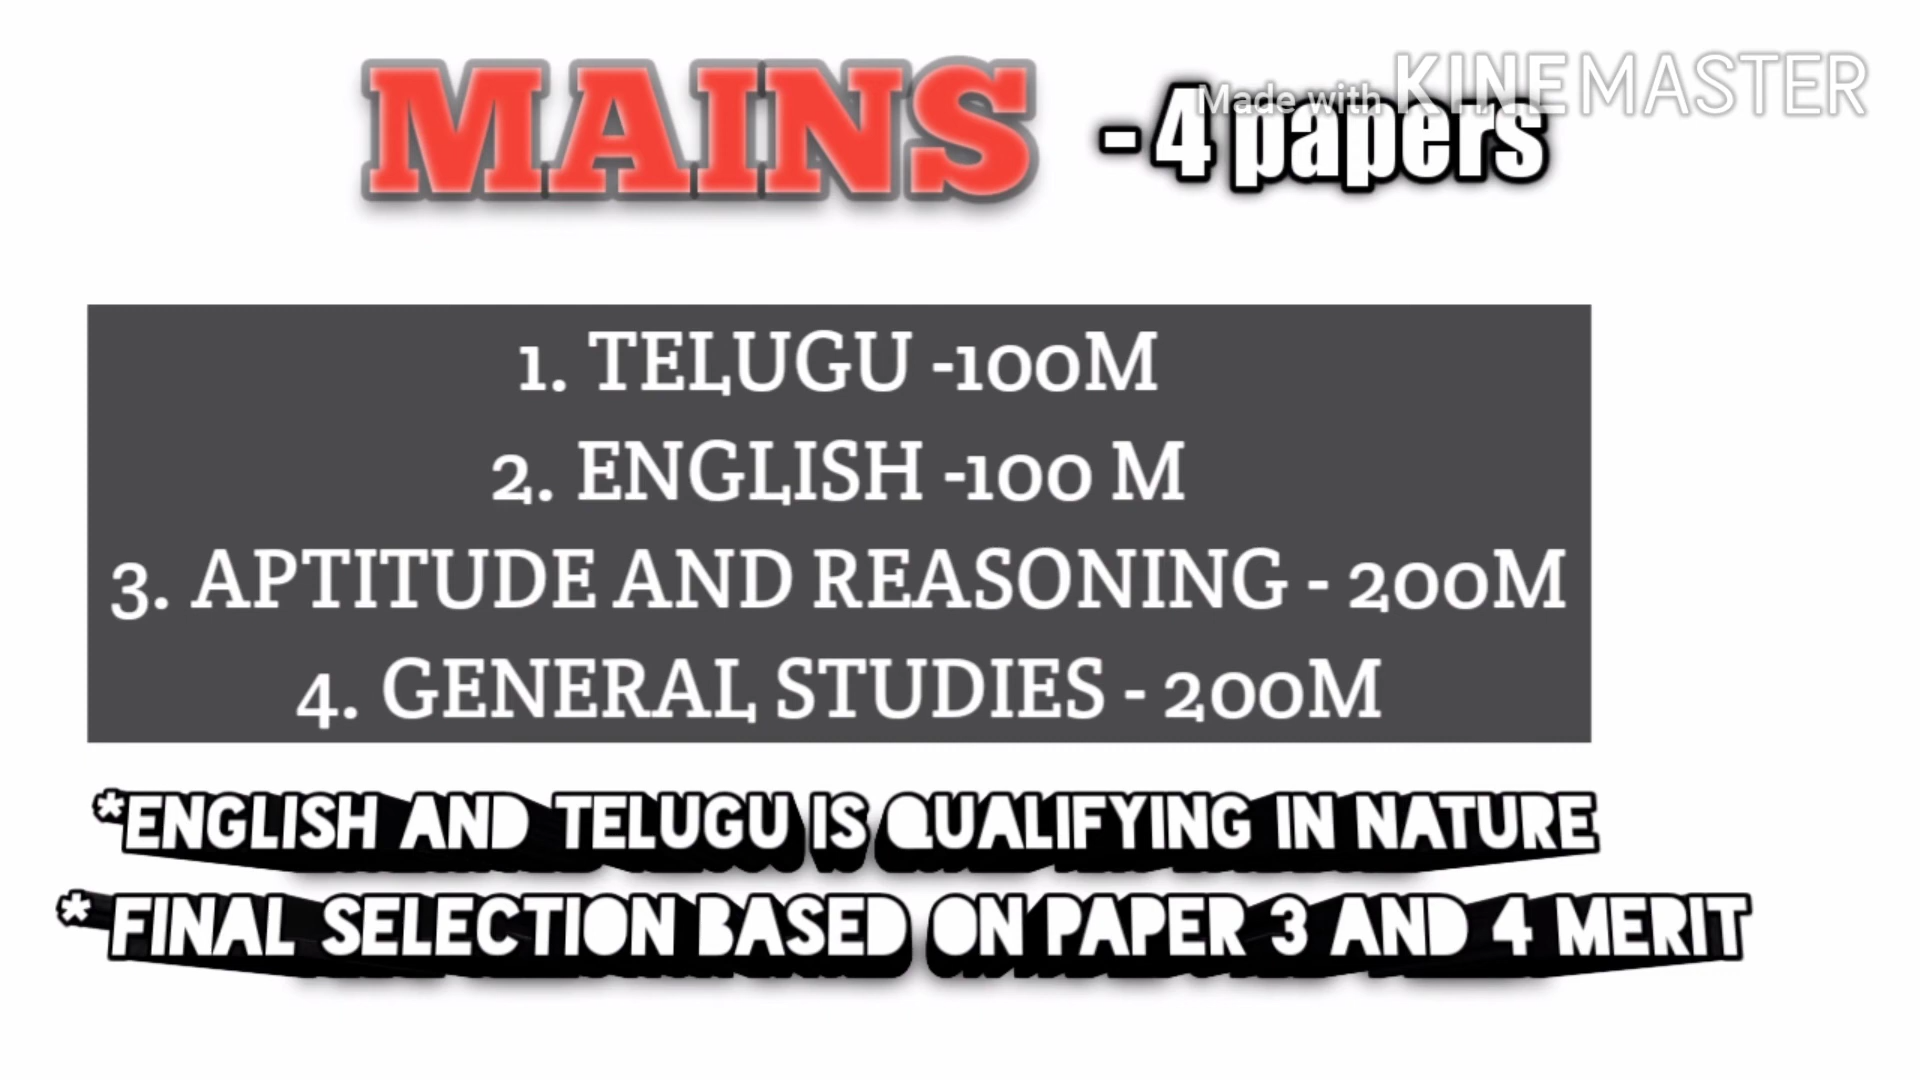 Made with KINEMASTER
MAINS - 4 papers
1. TELUGU -100M
2. ENGLISH -100 M
3. APTITUDE AND REASONING - 200M
4. GENERAL STUDIES - 200M
*ENGLISH AND TELUGU IS QUALIFYING IN NATURE
* FINAL SELECTION BASED ON PAPER 3 AND 4 MERIT